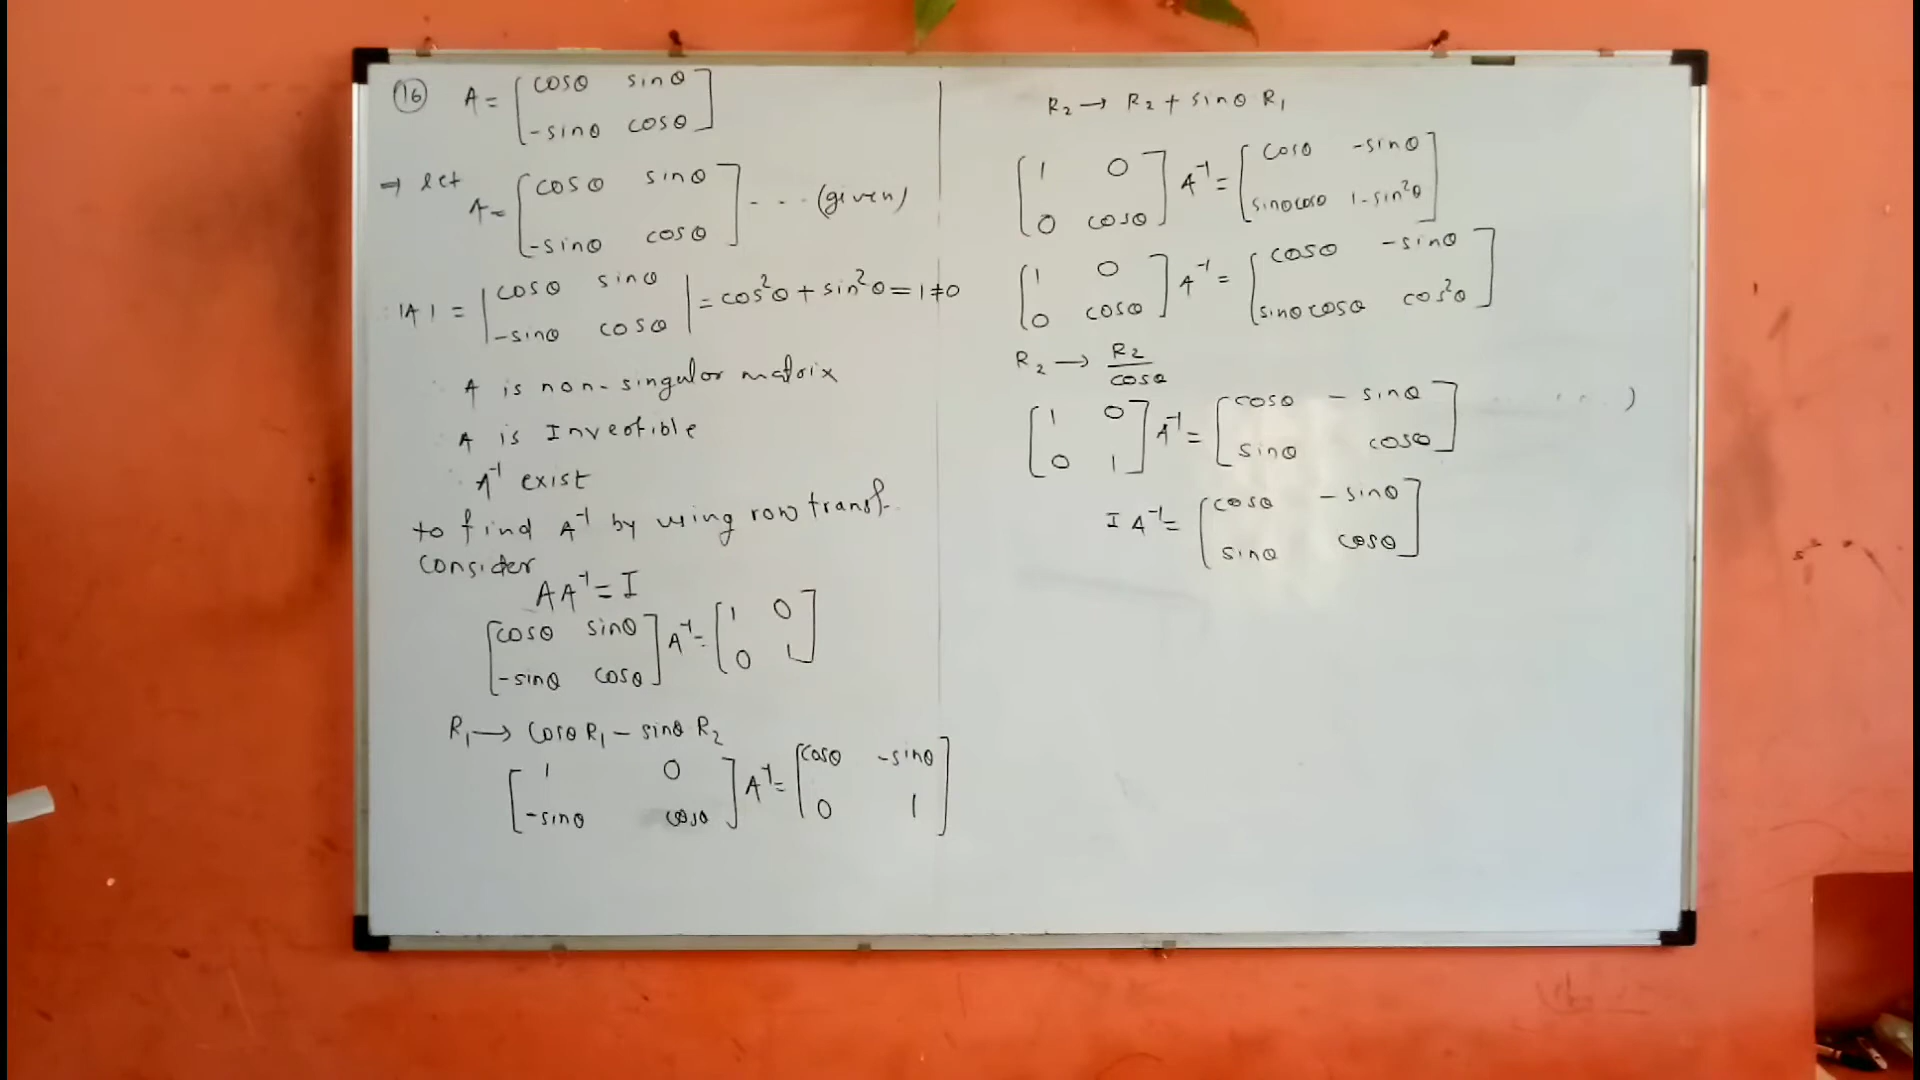 (16) A = [cosθ sinθ
-sinθ cosθ]
⇒ let
A = [cosθ sinθ
-sinθ cosθ] - - - (given)
∴ |A| = |cosθ sinθ
-sinθ cosθ| = cos²θ + sin²θ = 1 ≠ 0
∴ A is non-singular matrix
∴ A is Invertible
∴ A⁻¹ exist
to find A⁻¹ by using row transf.
consider
AA⁻¹ = I
[cosθ sinθ
-sinθ cosθ] A⁻¹ = [1 0
0 1]
R₁ → cosθ R₁ - sinθ R₂
[1 0
-sinθ cosθ] A⁻¹ = [cosθ -sinθ
0 1]
R₂ → R₂ + sinθ R₁
[1 0
0 cosθ] A⁻¹ = [cosθ -sinθ
sinθcosθ 1-sin²θ]
[1 0
0 cosθ] A⁻¹ = [cosθ -sinθ
sinθcosθ cos²θ]
R₂ → R₂/cosθ
[1 0
0 1] A⁻¹ = [cosθ -sinθ
sinθ cosθ]
I A⁻¹ = [cosθ -sinθ
sinθ cosθ]